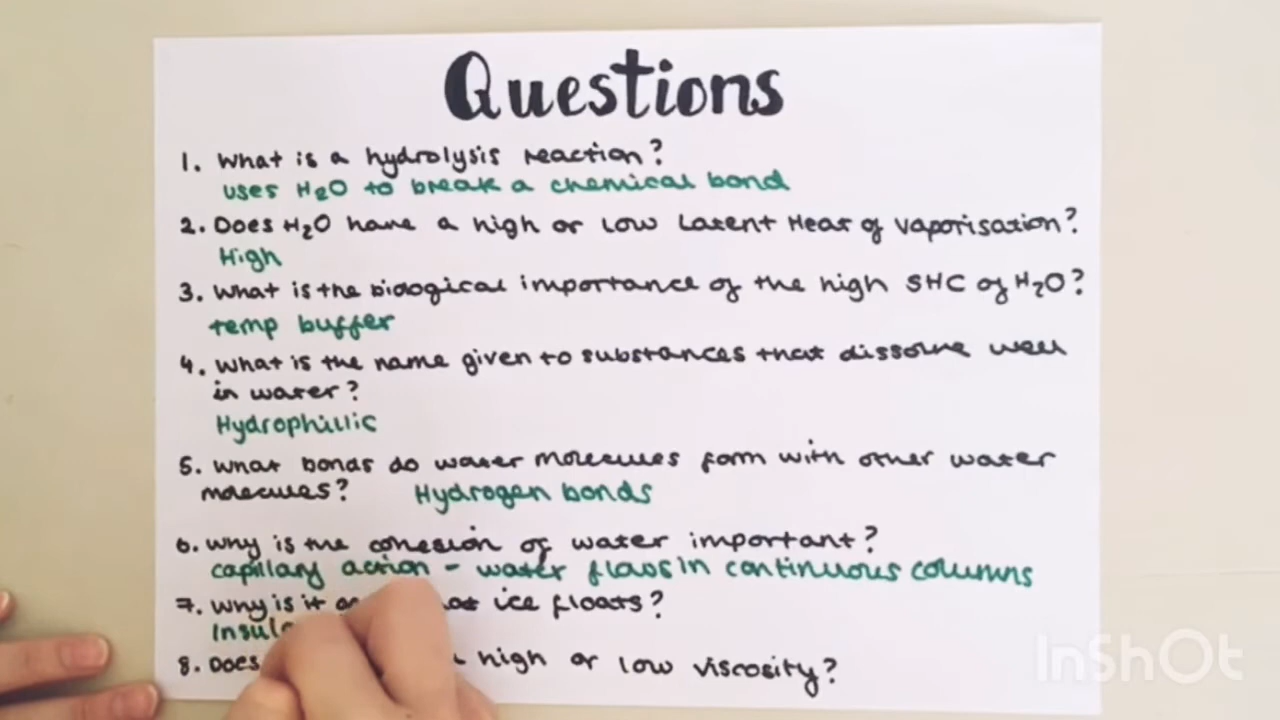 Questions
1. What is a hydrolysis reaction?
uses H2O to break a chemical bond
2. Does H2O have a high or low Latent Heat of Vaporisation?
High
3. What is the biological importance of the high SHC of H2O?
temp buffer
4. What is the name given to substances that dissolve well
in water?
Hydrophillic
5. What bonds do water molecules form with other water
molecules? Hydrogen bonds
6. Why is the cohesion of water important?
capillary action - water flows in continuous columns
7. Why is it ice floats?
8. Does high or low viscosity?
InShOt